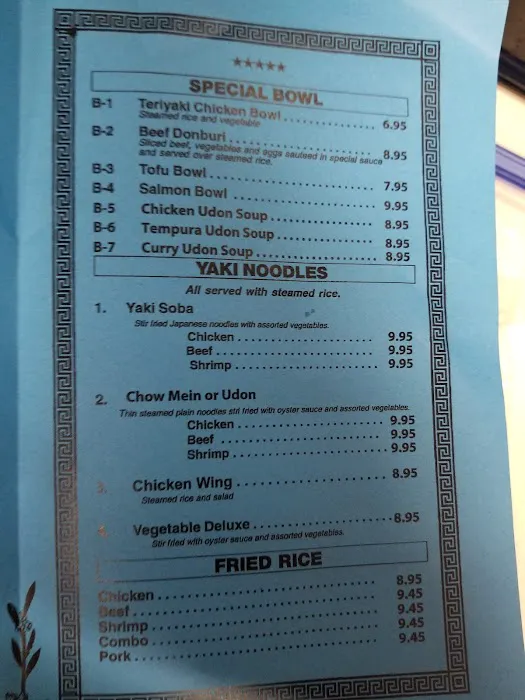 ★★★★★
SPECIAL BOWL
B-1 Teriyaki Chicken Bowl .............. 6.95
Steamed rice and vegetable
B-2 Beef Donburi .............. 8.95
Sliced beef, vegetables and eggs sauteed in special sauce
and served over steamed rice.
B-3 Tofu Bowl .............. 7.95
B-4 Salmon Bowl .............. 9.95
B-5 Chicken Udon Soup .............. 8.95
B-6 Tempura Udon Soup .............. 8.95
B-7 Curry Udon Soup .............. 8.95
YAKI NOODLES
All served with steamed rice.
1. Yaki Soba
Stir fried Japanese noodles with assorted vegetables.
Chicken .............. 9.95
Beef .............. 9.95
Shrimp .............. 9.95
2. Chow Mein or Udon
Thin steamed plain noodles stri fried with oyster sauce and assorted vegetables.
Chicken .............. 9.95
Beef .............. 9.95
Shrimp .............. 9.95
3. Chicken Wing .............. 8.95
Steamed rice and salad
4. Vegetable Deluxe .............. 8.95
Stir fried with oyster sauce and assorted vegetables.
FRIED RICE
Chicken .............. 8.95
Beef .............. 9.45
Shrimp .............. 9.45
Combo .............. 9.45
Pork .............. 9.45